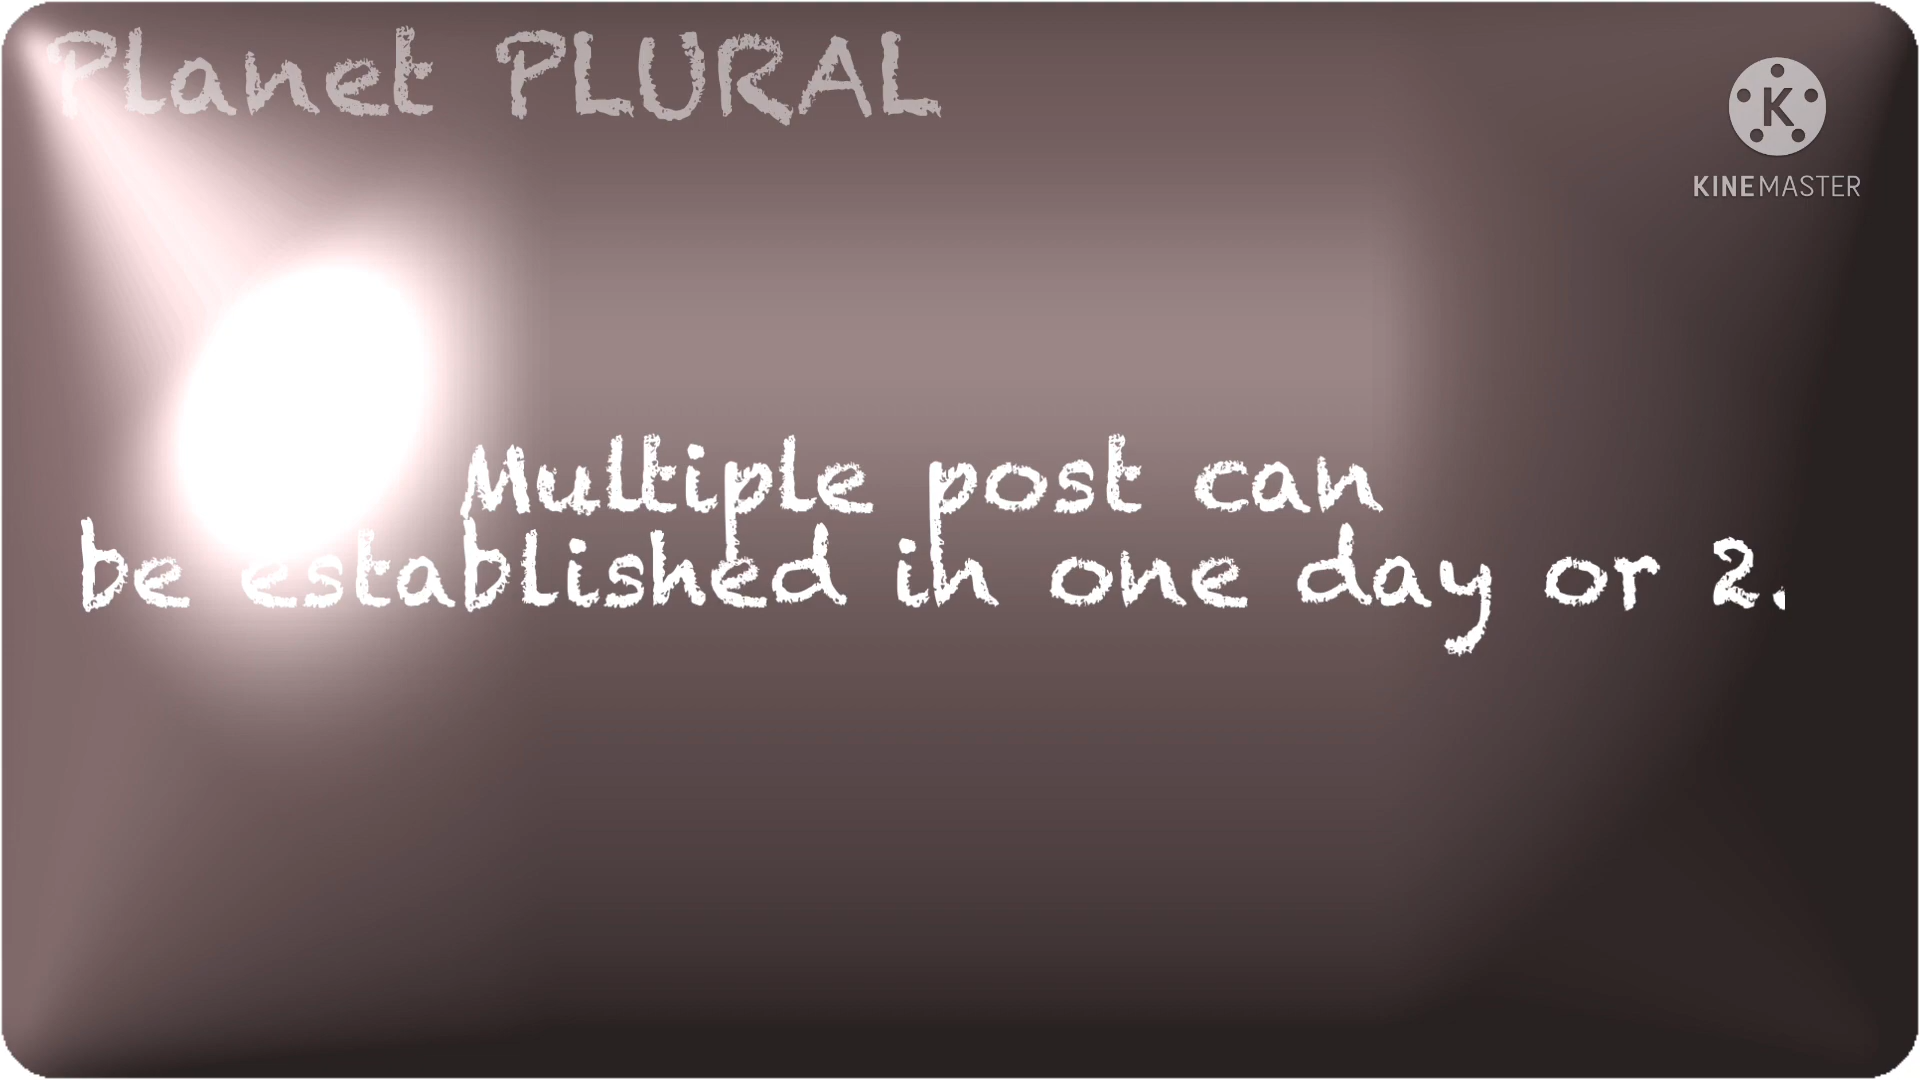 Planet PLURAL
K
KINEMASTER
Multiple post can
be established in one day or 2.